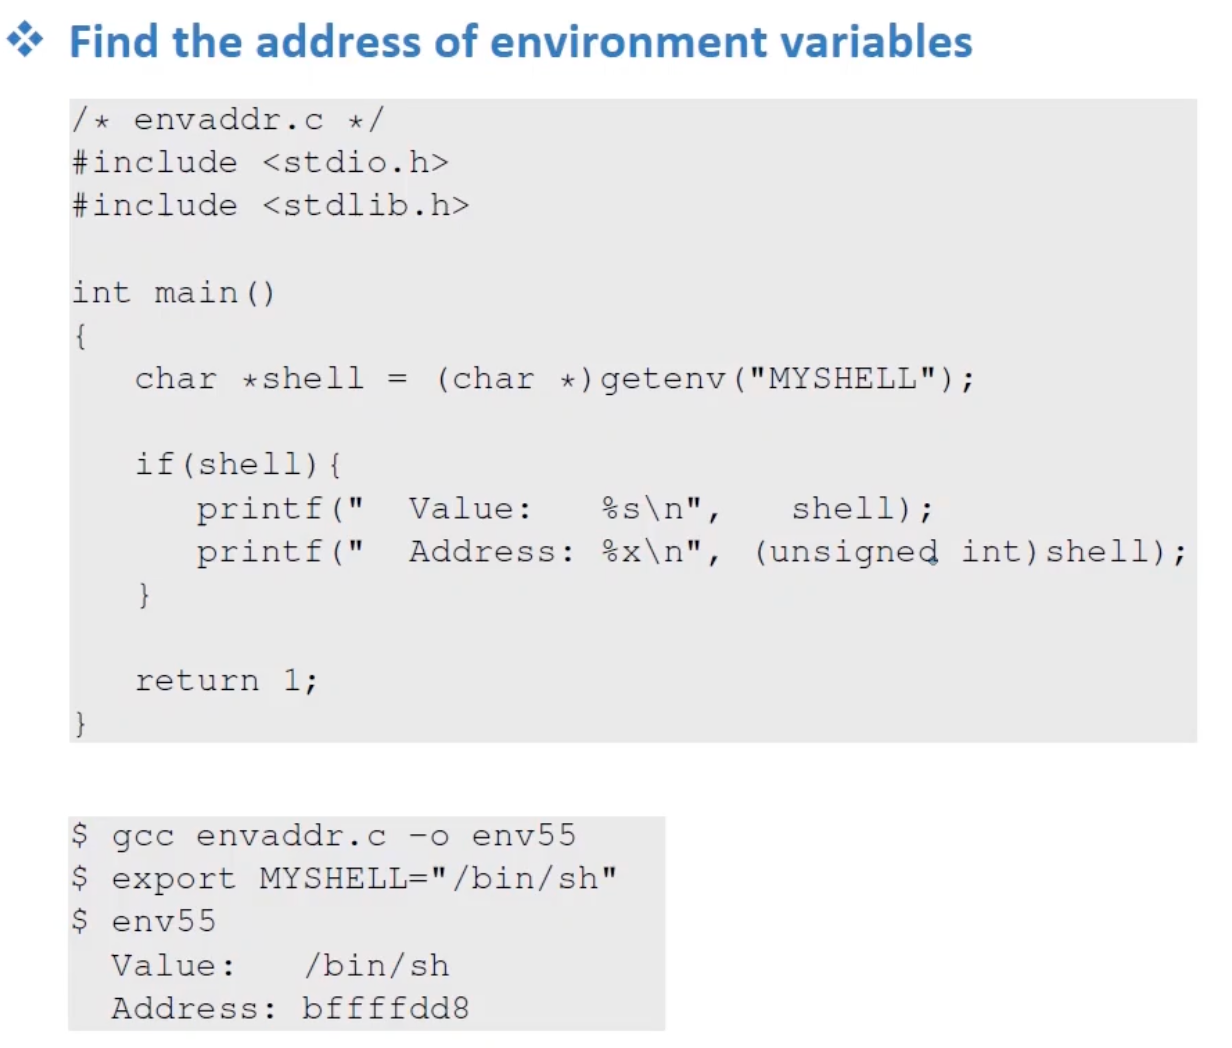 Find the address of environment variables
/* envaddr.c */
#include <stdio.h>
#include <stdlib.h>
int main()
{
char *shell = (char *)getenv("MYSHELL");
if(shell){
printf("  Value:   %s\n",   shell);
printf("  Address: %x\n", (unsigned int)shell);
}
return 1;
}
$ gcc envaddr.c -o env55
$ export MYSHELL="/bin/sh"
$ env55
Value:   /bin/sh
Address: bffffdd8